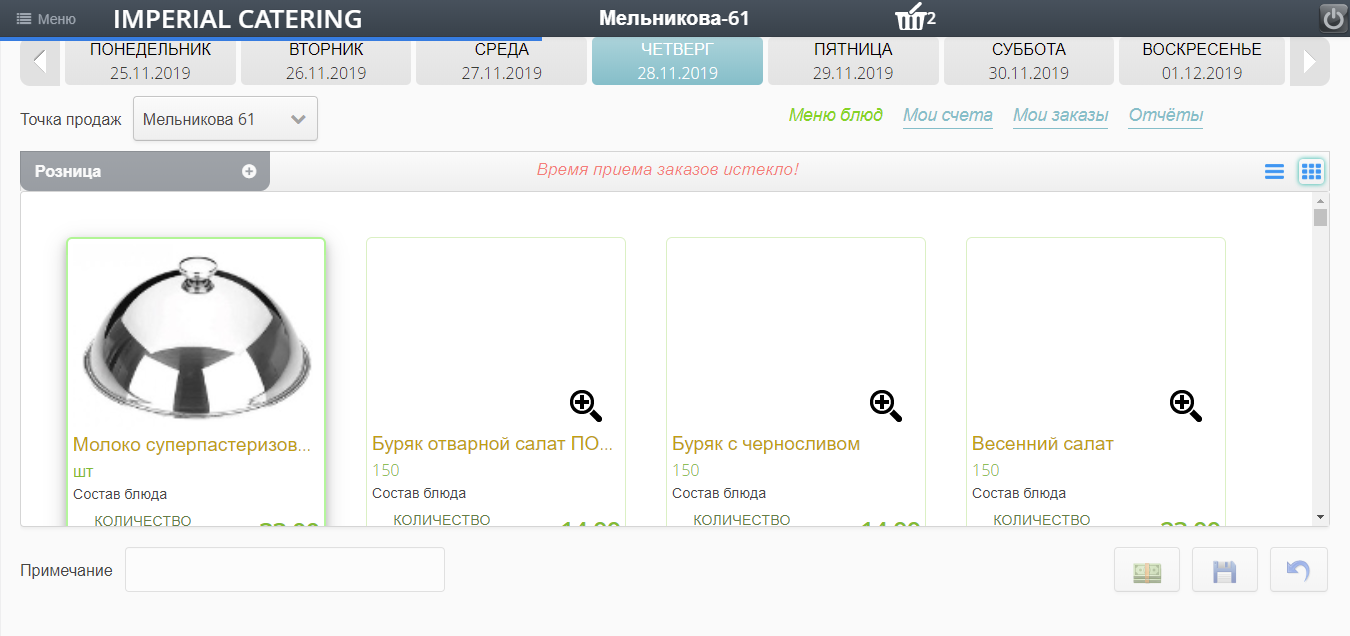 Меню IMPERIAL CATERING Мельникова-61 2
ПОНЕДЕЛЬНИК ВТОРНИК СРЕДА ЧЕТВЕРГ ПЯТНИЦА СУББОТА ВОСКРЕСЕНЬЕ
25.11.2019 26.11.2019 27.11.2019 28.11.2019 29.11.2019 30.11.2019 01.12.2019
Точка продаж Мельникова 61 Меню блюд Мои счета Мои заказы Отчёты
Розница Время приема заказов истекло!
Молоко суперпастеризов... Буряк отварной салат ПО... Буряк с черносливом Весенний салат
шт 150 150 150
Состав блюда Состав блюда Состав блюда Состав блюда
КОЛИЧЕСТВО КОЛИЧЕСТВО КОЛИЧЕСТВО КОЛИЧЕСТВО
Примечание